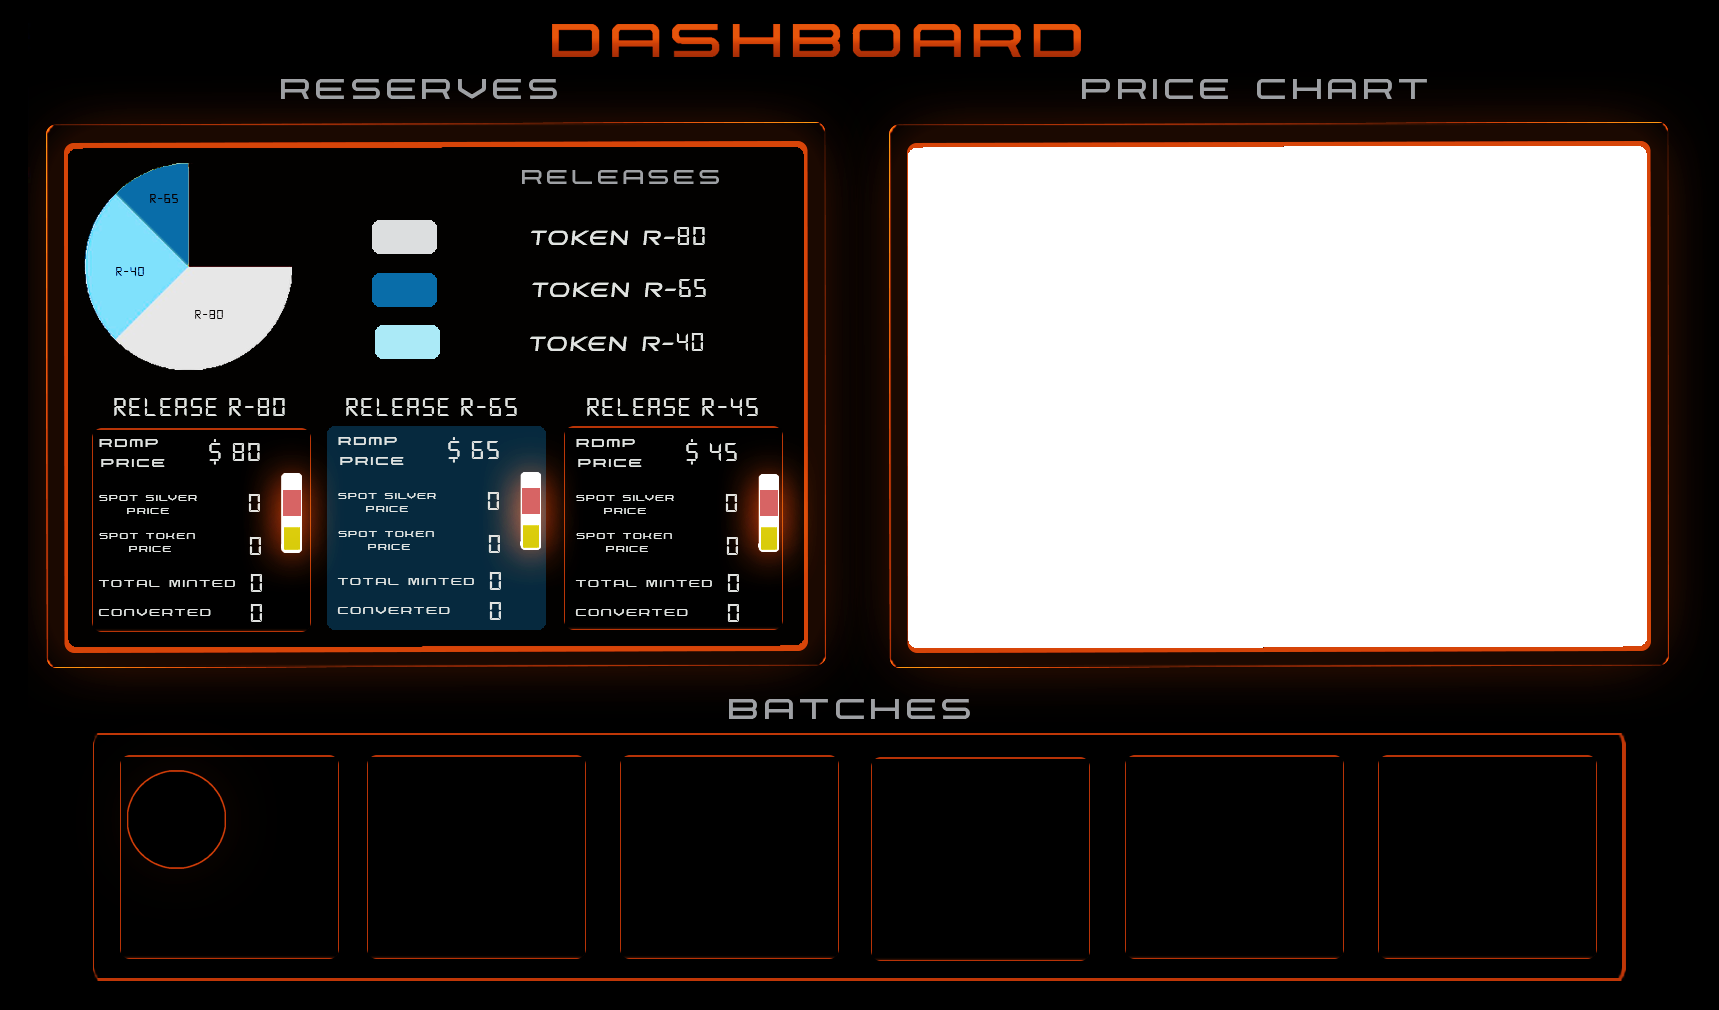 DASHBOARD
RESERVES
PRICE CHART
RELEASES
R-65
R-40
R-80
TOKEN R-80
TOKEN R-65
TOKEN R-40
RELEASE R-80
RDMP
PRICE
$ 80
SPOT SILVER
PRICE
0
SPOT TOKEN
PRICE
0
TOTAL MINTED 0
CONVERTED 0
RELEASE R-65
RDMP
PRICE
$ 65
SPOT SILVER
PRICE
0
SPOT TOKEN
PRICE
0
TOTAL MINTED 0
CONVERTED 0
RELEASE R-45
RDMP
PRICE
$ 45
SPOT SILVER
PRICE
0
SPOT TOKEN
PRICE
0
TOTAL MINTED 0
CONVERTED 0
BATCHES